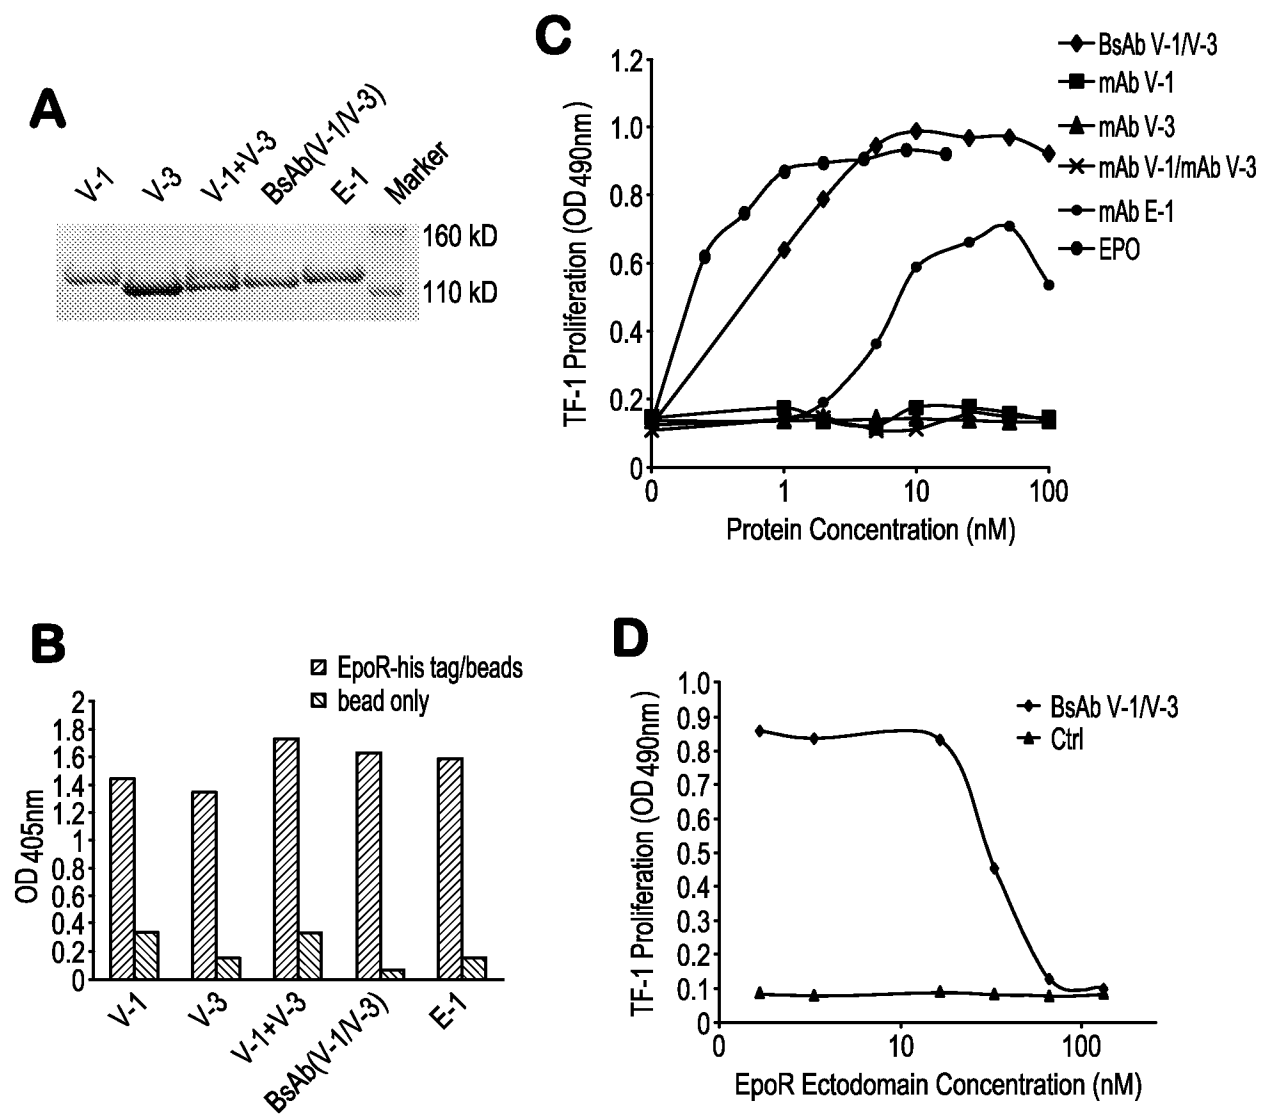 A
V-1
V-3
V-1+V-3
BsAb(V-1/V-3)
E-1
Marker
160 kD
110 kD
C
BsAb V-1/V-3
mAb V-1
mAb V-3
mAb V-1/mAb V-3
mAb E-1
EPO
TF-1 Proliferation (OD 490nm)
1.2
1.0
0.8
0.6
0.4
0.2
0
0
1
10
100
Protein Concentration (nM)
B
EpoR-his tag/beads
bead only
OD 405nm
2
1.8
1.6
1.4
1.2
1
0.8
0.6
0.4
0.2
0
V-1
V-3
V-1+V-3
BsAb(V-1/V-3)
E-1
D
BsAb V-1/V-3
Ctrl
TF-1 Proliferation (OD 490nm)
1.0
0.9
0.8
0.7
0.6
0.5
0.4
0.3
0.2
0.1
0
0
10
100
EpoR Ectodomain Concentration (nM)